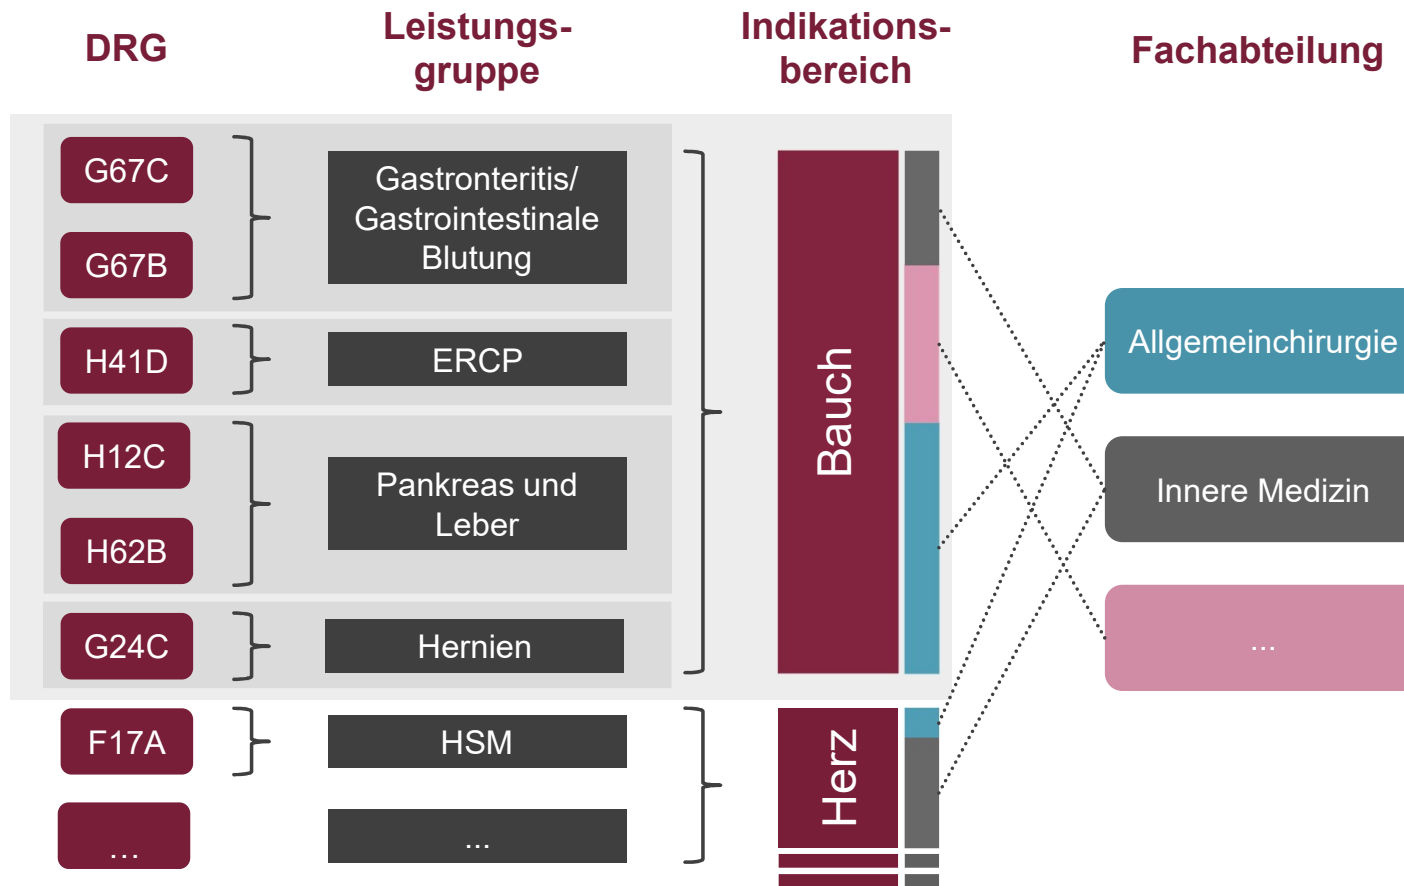 DRG
Leistungs-
gruppe
Indikations-
bereich
Fachabteilung
G67C
G67B
Gastronteritis/
Gastrointestinale
Blutung
H41D
ERCP
H12C
H62B
Pankreas und
Leber
G24C
Hernien
F17A
HSM
...
...
Bauch
Herz
Allgemeinchirurgie
Innere Medizin
...